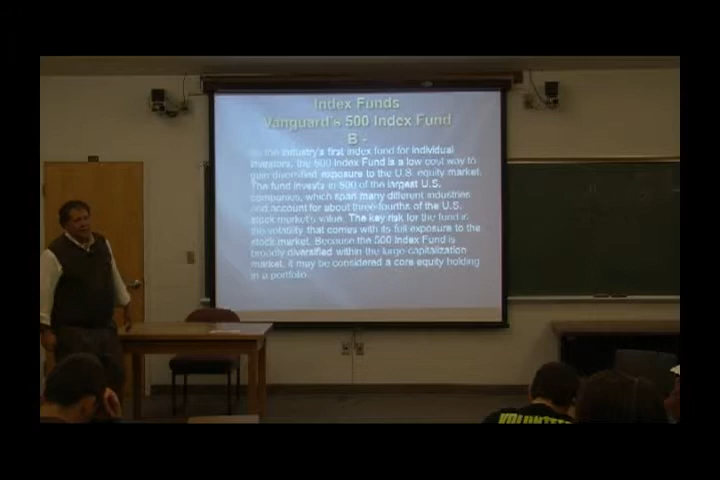 Index Funds
Vanguard's 500 Index Fund
B -
As the industry's first index fund for individual
investors, the 500 Index Fund is a low cost way to
gain diversified exposure to the U.S. equity market.
The fund invests in 500 of the largest U.S.
companies, which span many different industries
and account for about three-fourths of the U.S.
stock market's value. The key risk for the fund is
the volatility that comes with its full exposure to the
stock market. Because the 500 Index Fund is
broadly diversified within the large capitalization
market, it may be considered a core equity holding
in a portfolio.
VOLUNTEER